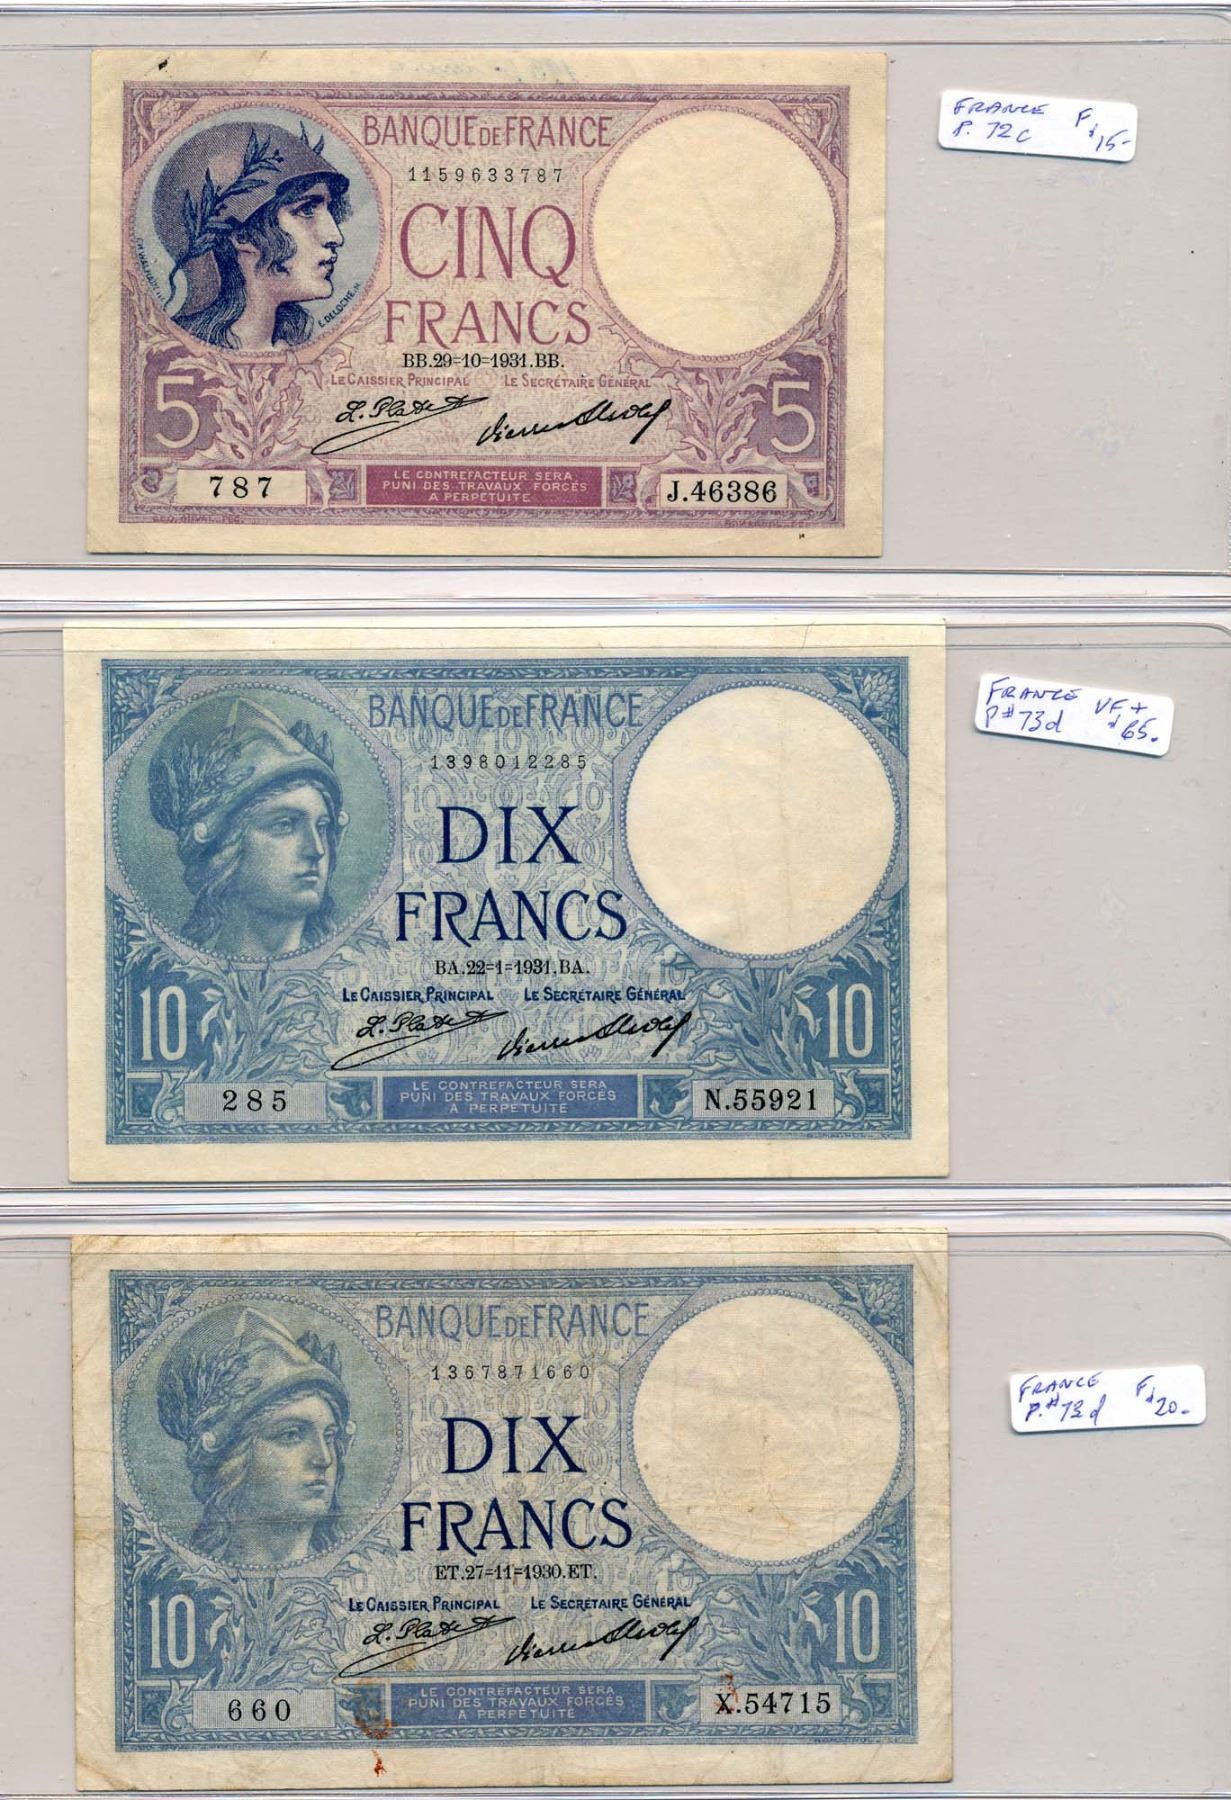 BANQUE DE FRANCE
1159633787
CINQ
FRANCS
BB.29=10=1931.BB.
LE CAISSIER PRINCIPAL LE SECRÉTAIRE GÉNÉRAL
5 5
787
LE CONTREFACTEUR SERA
PUNI DES TRAVAUX FORCÉS
A PERPÉTUITÉ
J.46386
L. DELOCHE
FRANCE F
P. 72c $15-
BANQUE DE FRANCE
1398012285
DIX
FRANCS
BA.22=1=1931.BA.
LE CAISSIER PRINCIPAL LE SECRÉTAIRE GÉNÉRAL
10 10
285
LE CONTREFACTEUR SERA
PUNI DES TRAVAUX FORCÉS
A PERPÉTUITÉ
N.55921
FRANCE VF+
P#73d $65.
BANQUE DE FRANCE
1367871660
DIX
FRANCS
ET.27=11=1930.ET.
LE CAISSIER PRINCIPAL LE SECRÉTAIRE GÉNÉRAL
10 10
660
LE CONTREFACTEUR SERA
PUNI DES TRAVAUX FORCÉS
A PERPÉTUITÉ
X.54715
FRANCE F
P.#73d $20-